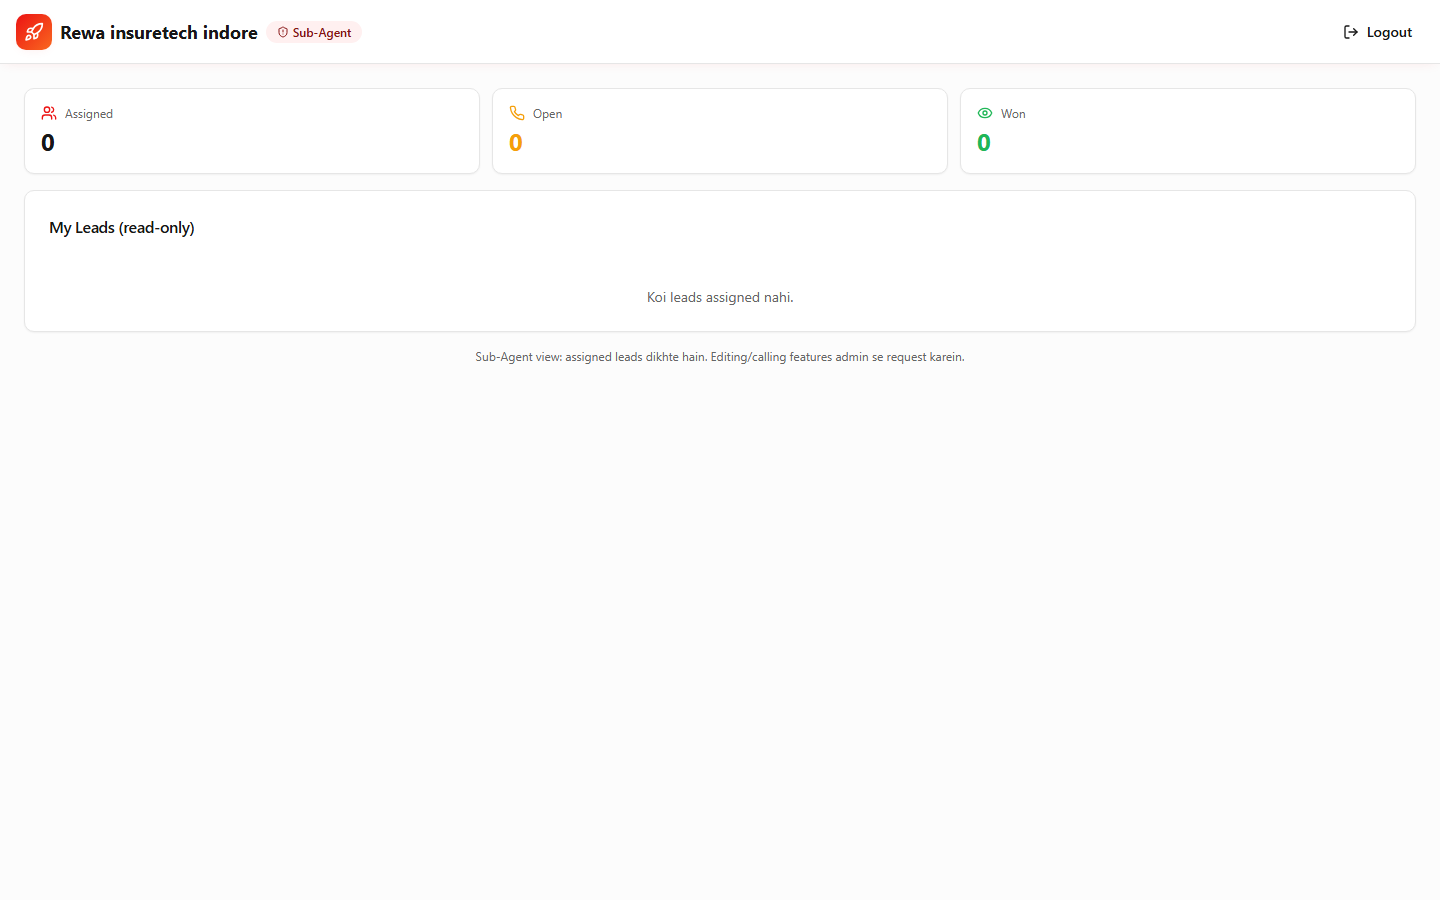 Rewa insuretech indore
Sub-Agent
Logout
Assigned
0
Open
0
Won
0
My Leads (read-only)
Koi leads assigned nahi.
Sub-Agent view: assigned leads dikhte hain. Editing/calling features admin se request karein.